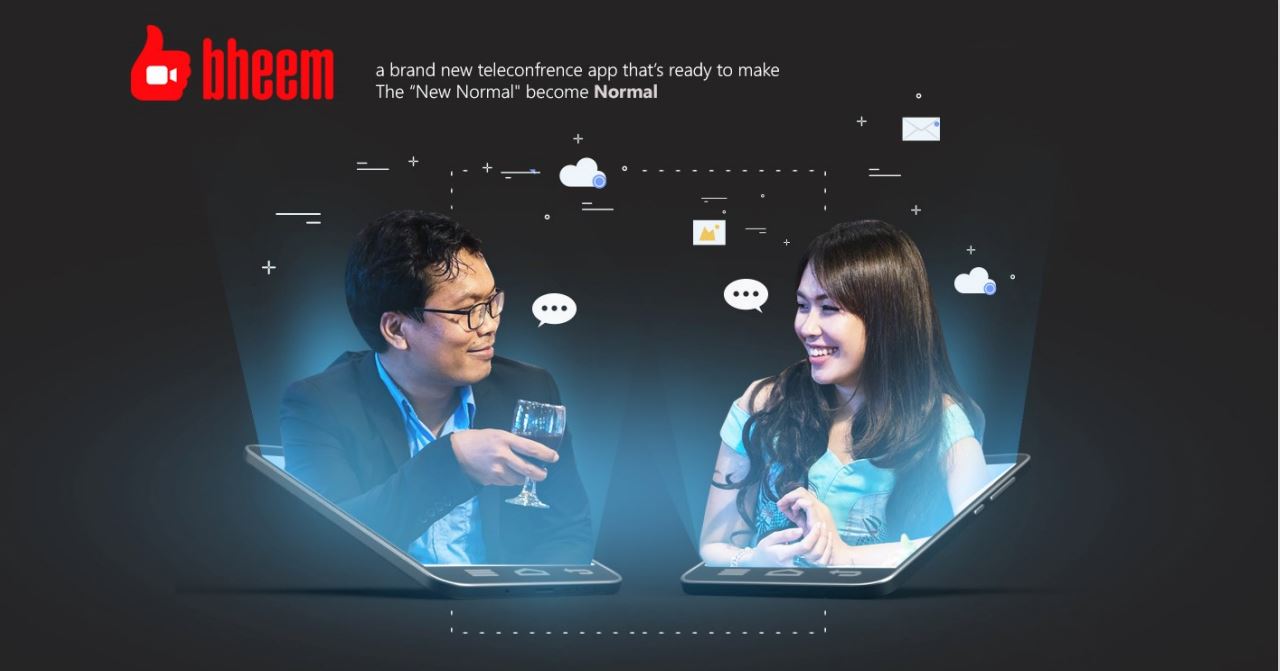 bheem
a brand new teleconfrence app that's ready to make
The “New Normal" become Normal